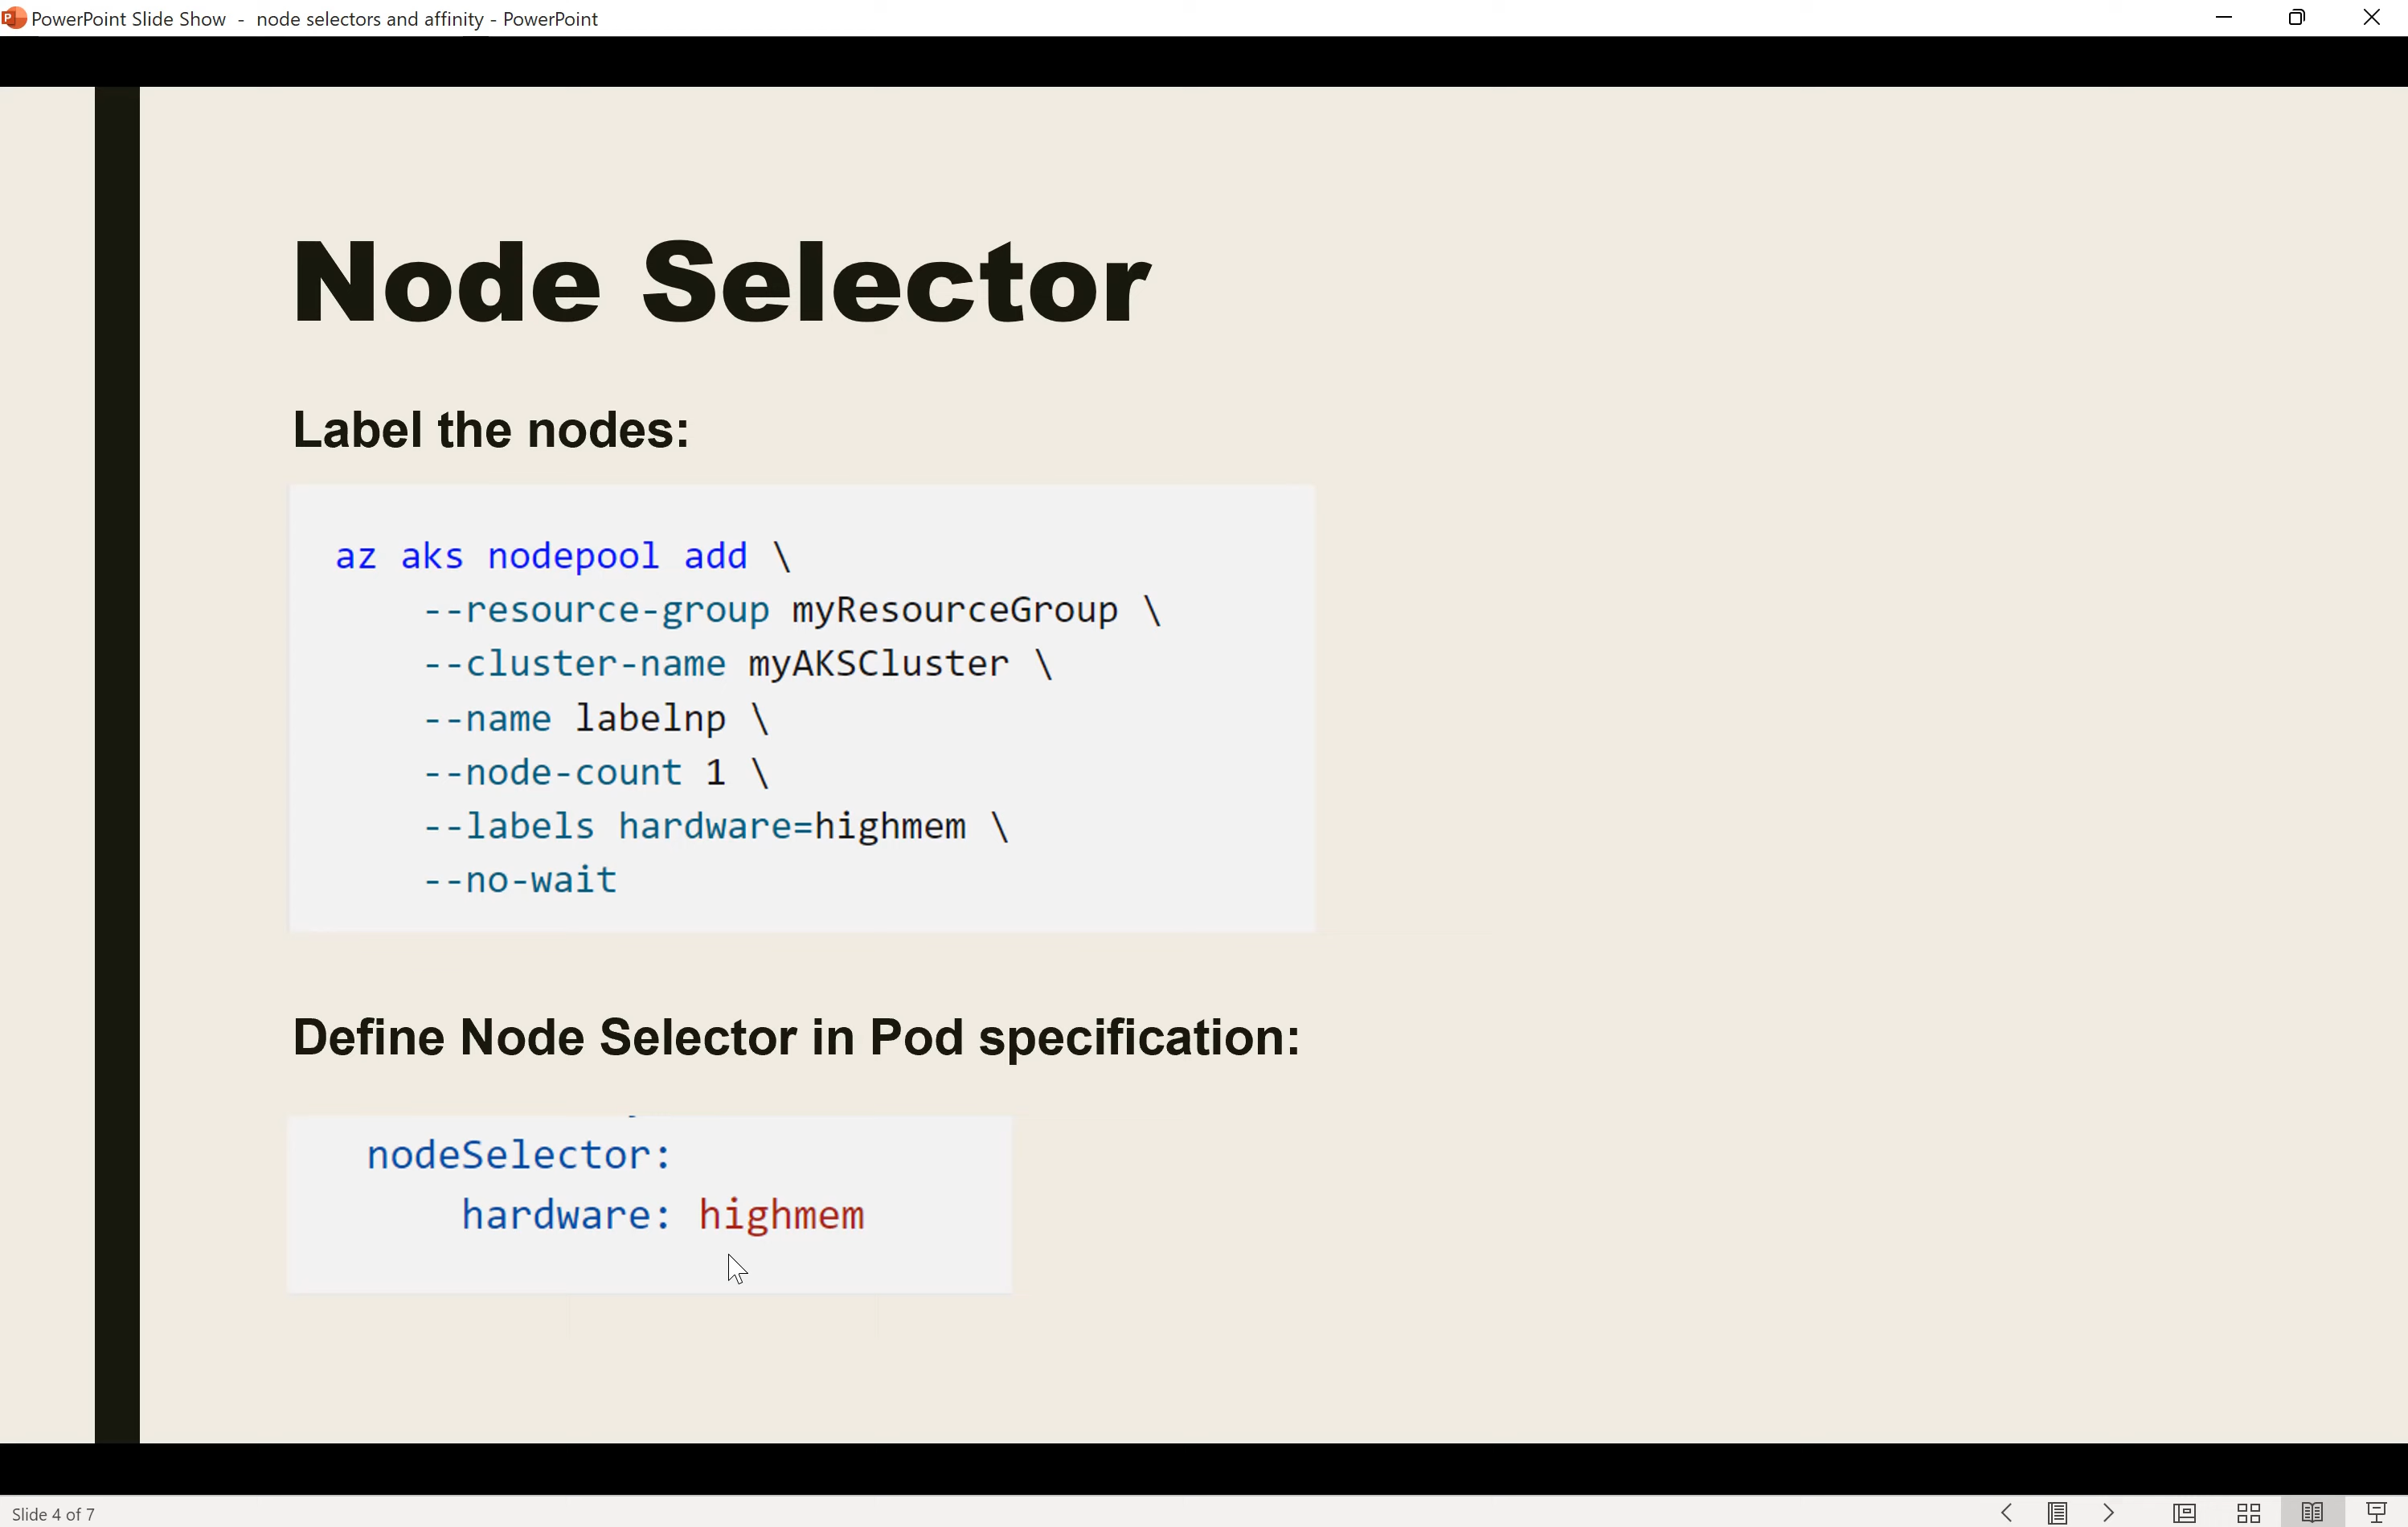 PowerPoint Slide Show - node selectors and affinity - PowerPoint
Node Selector
Label the nodes:
az aks nodepool add \
--resource-group myResourceGroup \
--cluster-name myAKSCluster \
--name labelnp \
--node-count 1 \
--labels hardware=highmem \
--no-wait
Define Node Selector in Pod specification:
nodeSelector:
hardware: highmem
Slide 4 of 7